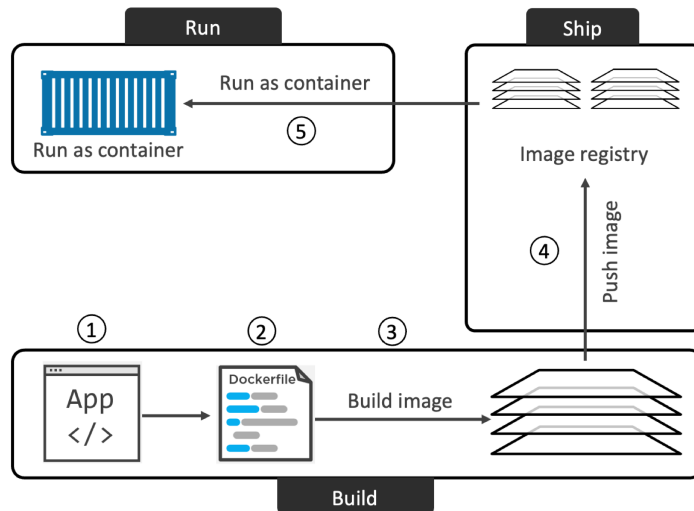 Run
Ship
Run as container
5
Run as container
Image registry
4
Push image
1
2
3
App
</>
Dockerfile
Build image
Build